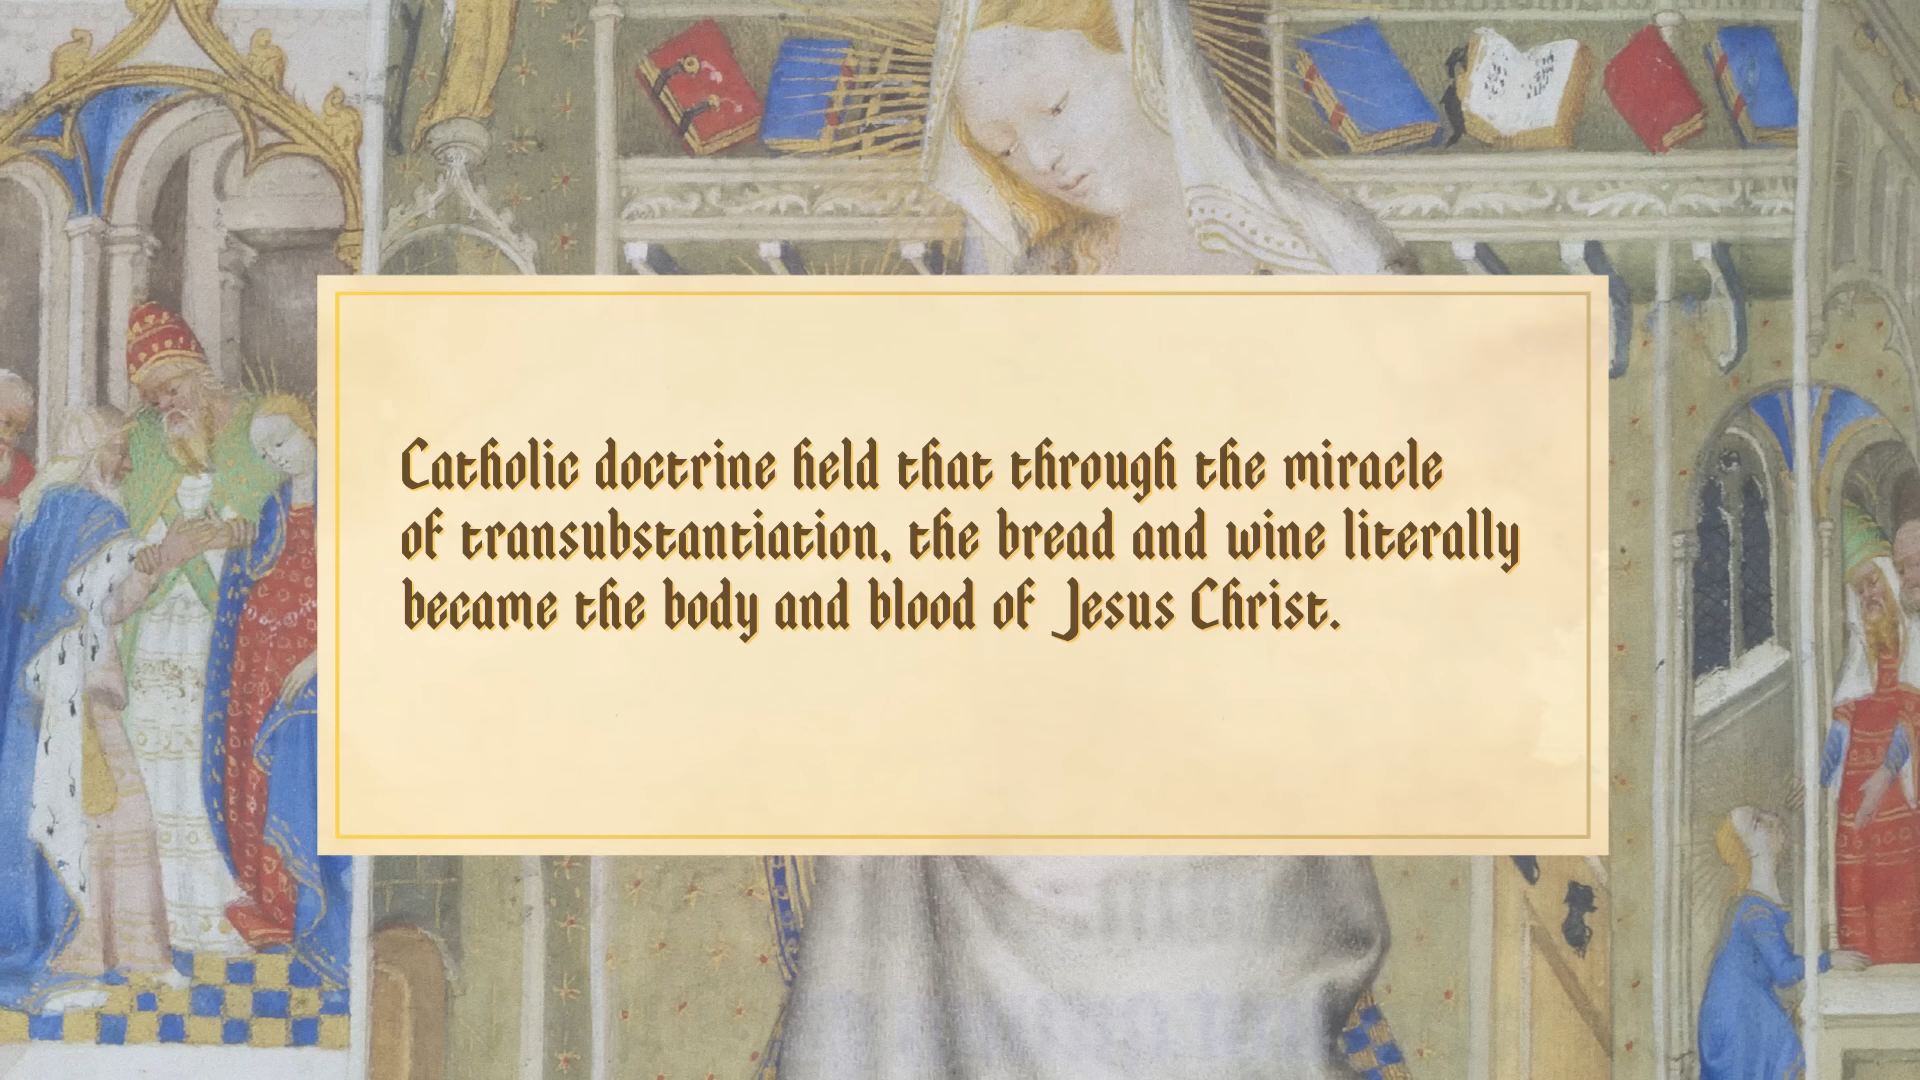 Catholic doctrine held that through the miracle
of transubstantiation, the bread and wine literally
became the body and blood of Jesus Christ.